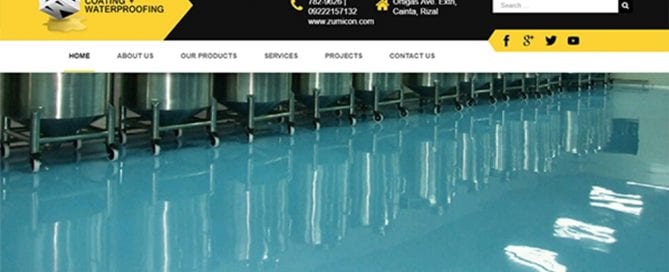 COATING +
WATERPROOFING
782-9626 |
09222157132
www.zumicon.com
Ortigas Ave. Extn,
Cainta, Rizal
Search
HOME ABOUT US OUR PRODUCTS SERVICES PROJECTS CONTACT US